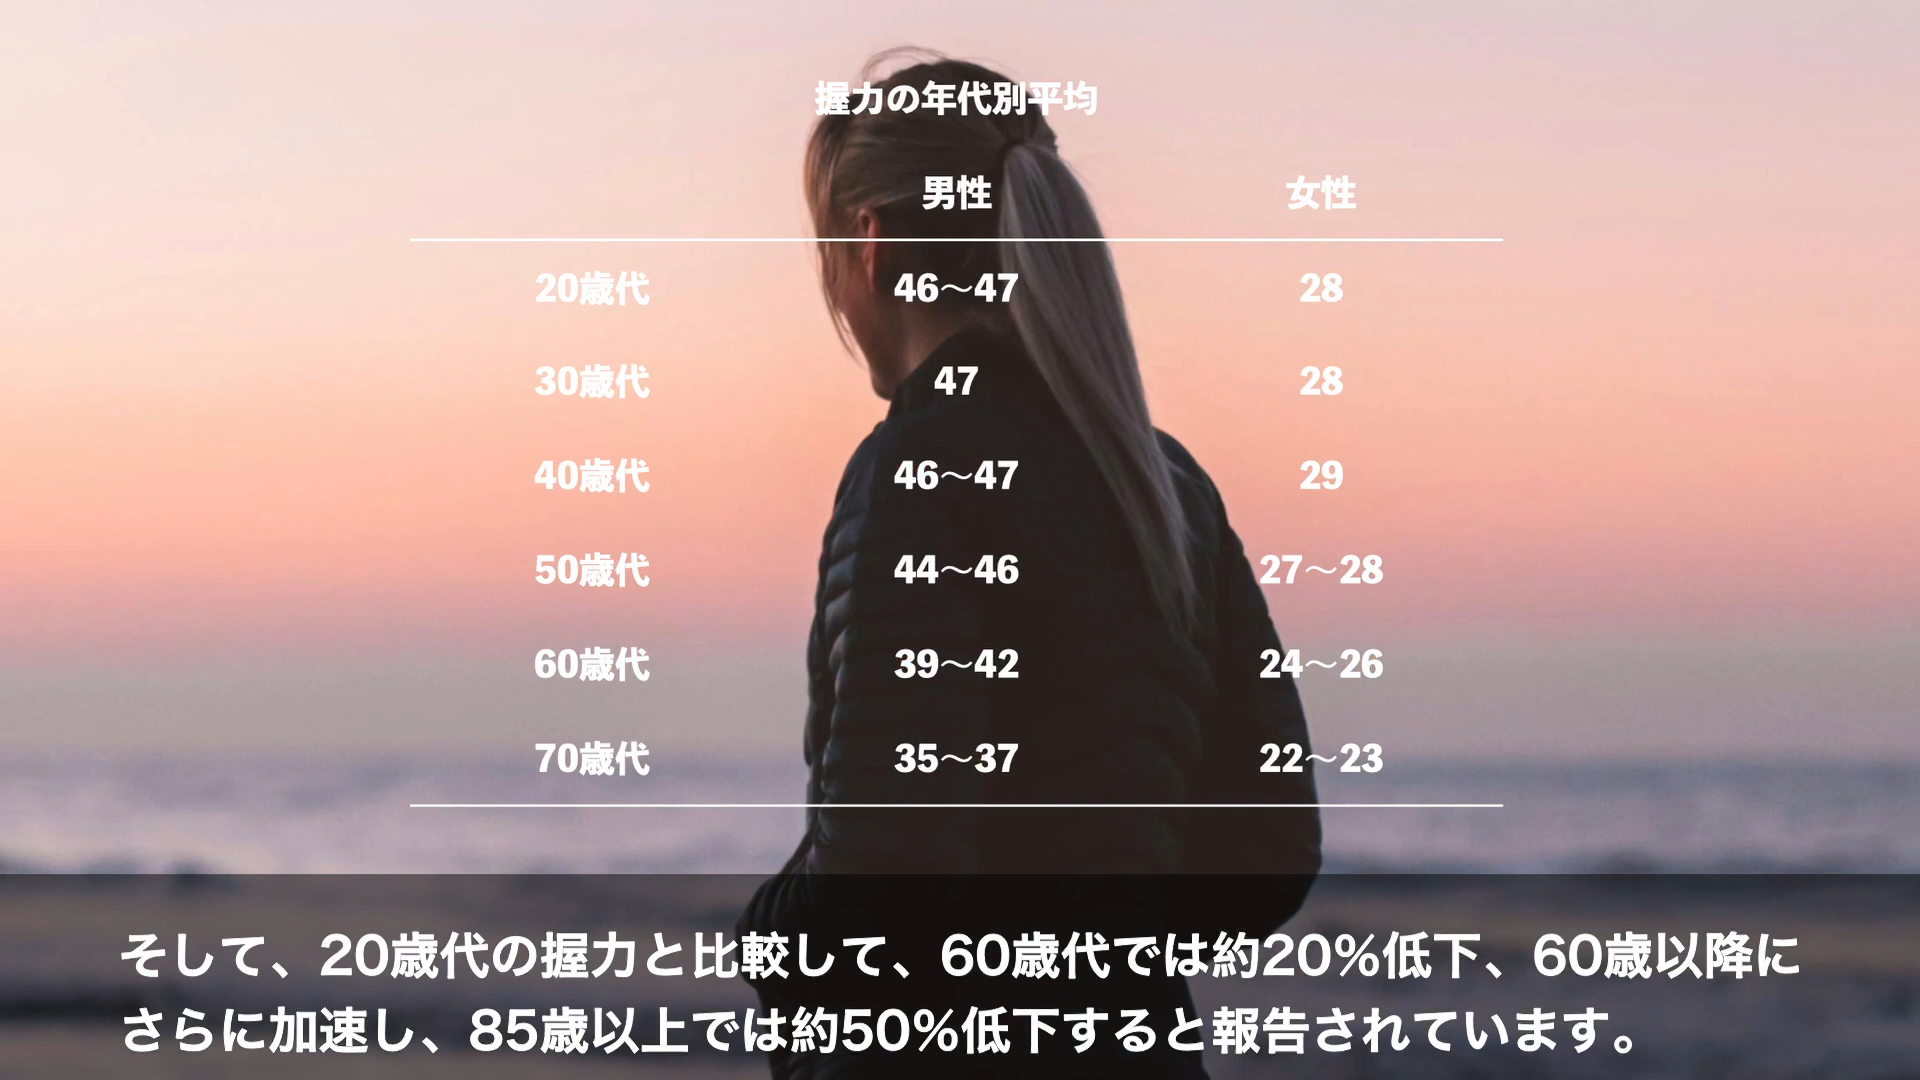 握力の年代別平均
男性 女性
20歳代 46〜47 28
30歳代 47 28
40歳代 46〜47 29
50歳代 44〜46 27〜28
60歳代 39〜42 24〜26
70歳代 35〜37 22〜23
そして、20歳代の握力と比較して、60歳代では約20%低下、60歳以降に
さらに加速し、85歳以上では約50%低下すると報告されています。